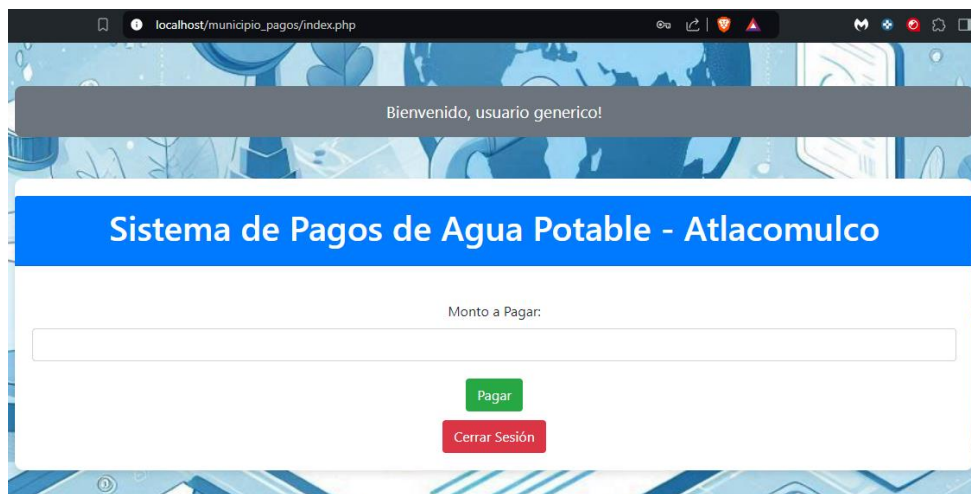 localhost/municipio_pagos/index.php
Bienvenido, usuario generico!
Sistema de Pagos de Agua Potable - Atlacomulco
Monto a Pagar:
Pagar
Cerrar Sesión